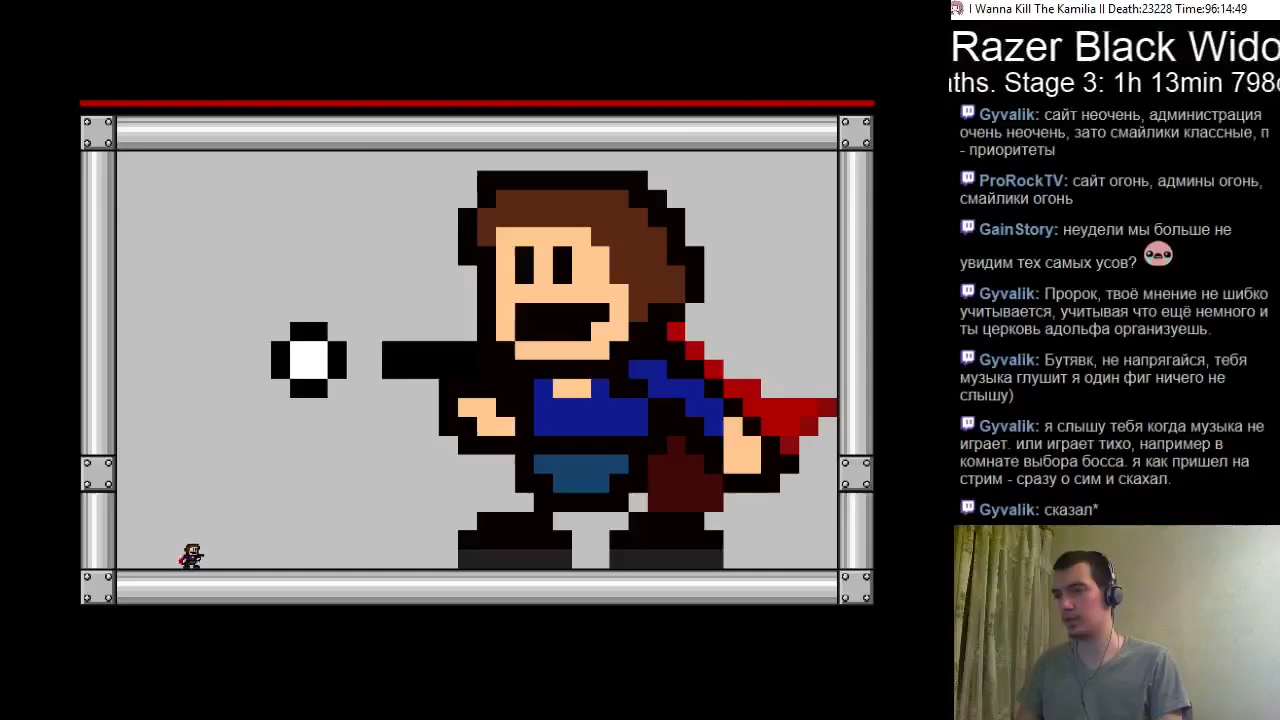 I Wanna Kill The Kamilia II Death:23228 Time:96:14:49
Razer Black Wido
aths. Stage 3: 1h 13min 798
Gyvalik: сайт неочень, администрация
очень неочень, зато смайлики классные, п
- приоритеты
ProRockTV: сайт огонь, админы огонь,
смайлики огонь
GainStory: неудели мы больше не
увидим тех самых усов?
Gyvalik: Пророк, твоё мнение не шибко
учитывается, учитывая что ещё немного и
ты церковь адольфа организуешь.
Gyvalik: Бутявк, не напрягайся, тебя
музыка глушит я один фиг ничего не
слышу)
Gyvalik: я слышу тебя когда музыка не
играет. или играет тихо, например в
комнате выбора босса. я как пришел на
стрим - сразу о сим и скахал.
Gyvalik: сказал*